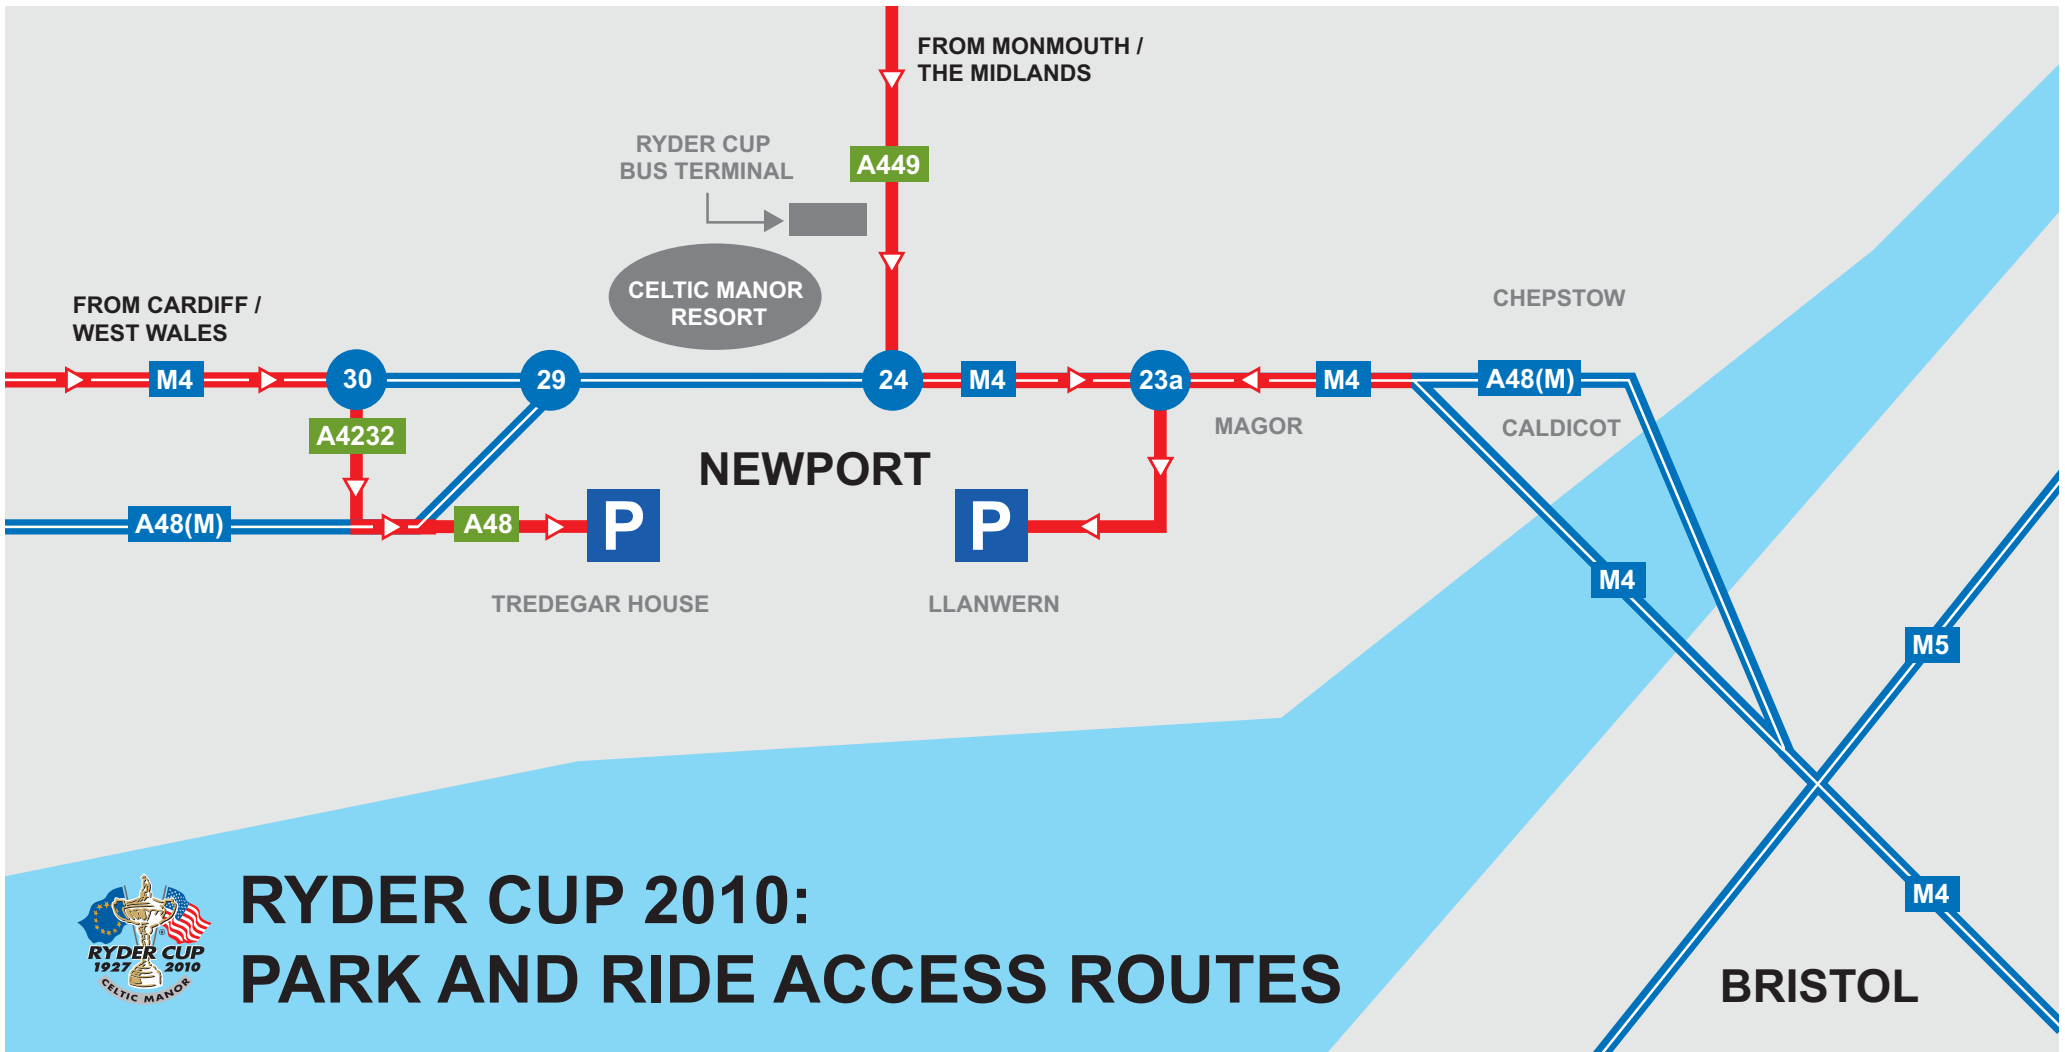 FROM MONMOUTH /
THE MIDLANDS
RYDER CUP
BUS TERMINAL
A449
CELTIC MANOR
RESORT
FROM CARDIFF /
WEST WALES
CHEPSTOW
M4
30
29
24
M4
23a
M4
A48(M)
A4232
MAGOR
CALDICOT
NEWPORT
A48(M)
A48
P
P
TREDEGAR HOUSE
LLANWERN
M4
M5
M4
RYDER CUP 2010:
PARK AND RIDE ACCESS ROUTES
RYDER CUP
1927 2010
CELTIC MANOR
®
BRISTOL